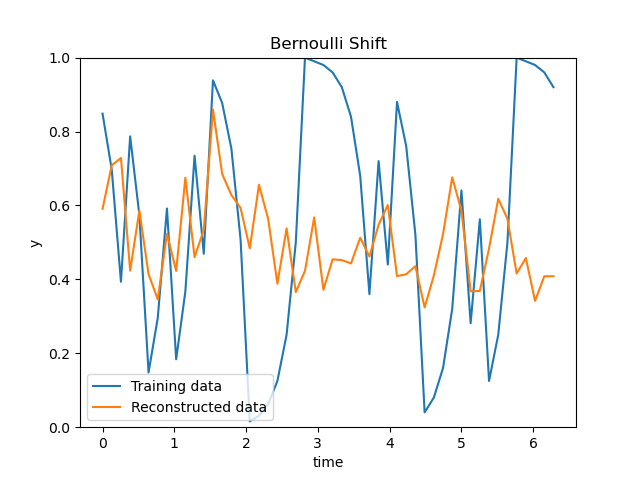 Bernoulli Shift
1.0
0.8
0.6
0.4
0.2
0.0
y
Training data
Reconstructed data
0 1 2 3 4 5 6
time